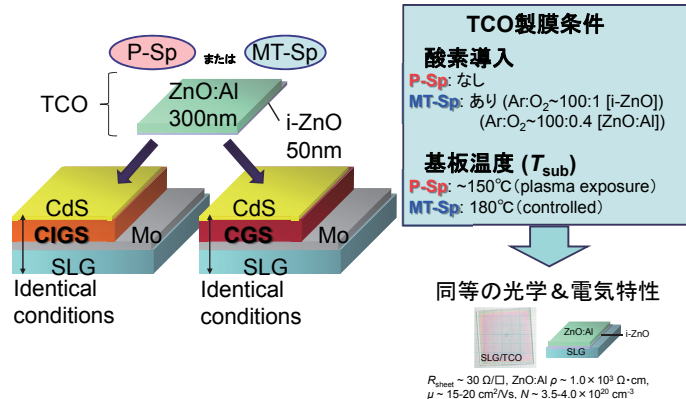 P-Sp または MT-Sp
TCO
ZnO:Al
300nm
i-ZnO
50nm
CdS
CIGS
Mo
SLG
Identical
conditions
CdS
CGS
Mo
SLG
Identical
conditions
TCO製膜条件
酸素導入
P-Sp: なし
MT-Sp: あり (Ar:O₂~100:1 [i-ZnO])
(Ar:O₂~100:0.4 [ZnO:Al])
基板温度 (Tsub)
P-Sp: ~150℃(plasma exposure)
MT-Sp: 180℃(controlled)
同等の光学&電気特性
SLG/TCO
ZnO:Al
i-ZnO
SLG
Rsheet ~ 30 Ω/□, ZnO:Al ρ ~ 1.0×10³ Ω·cm,
μ ~ 15-20 cm²/Vs, N ~ 3.5-4.0×10²⁰ cm⁻³